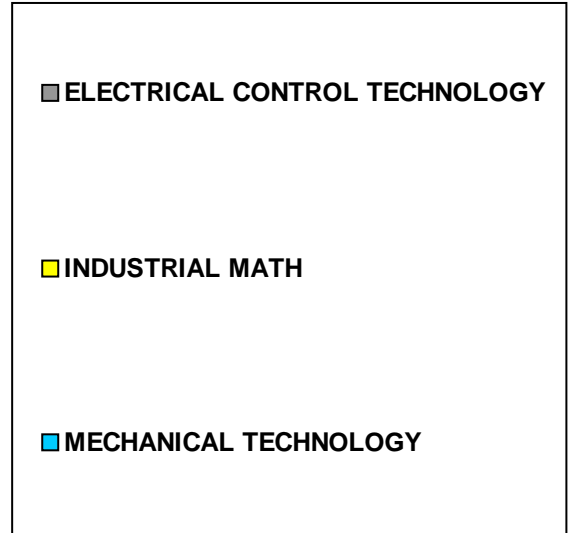 ELECTRICAL CONTROL TECHNOLOGY
INDUSTRIAL MATH
MECHANICAL TECHNOLOGY